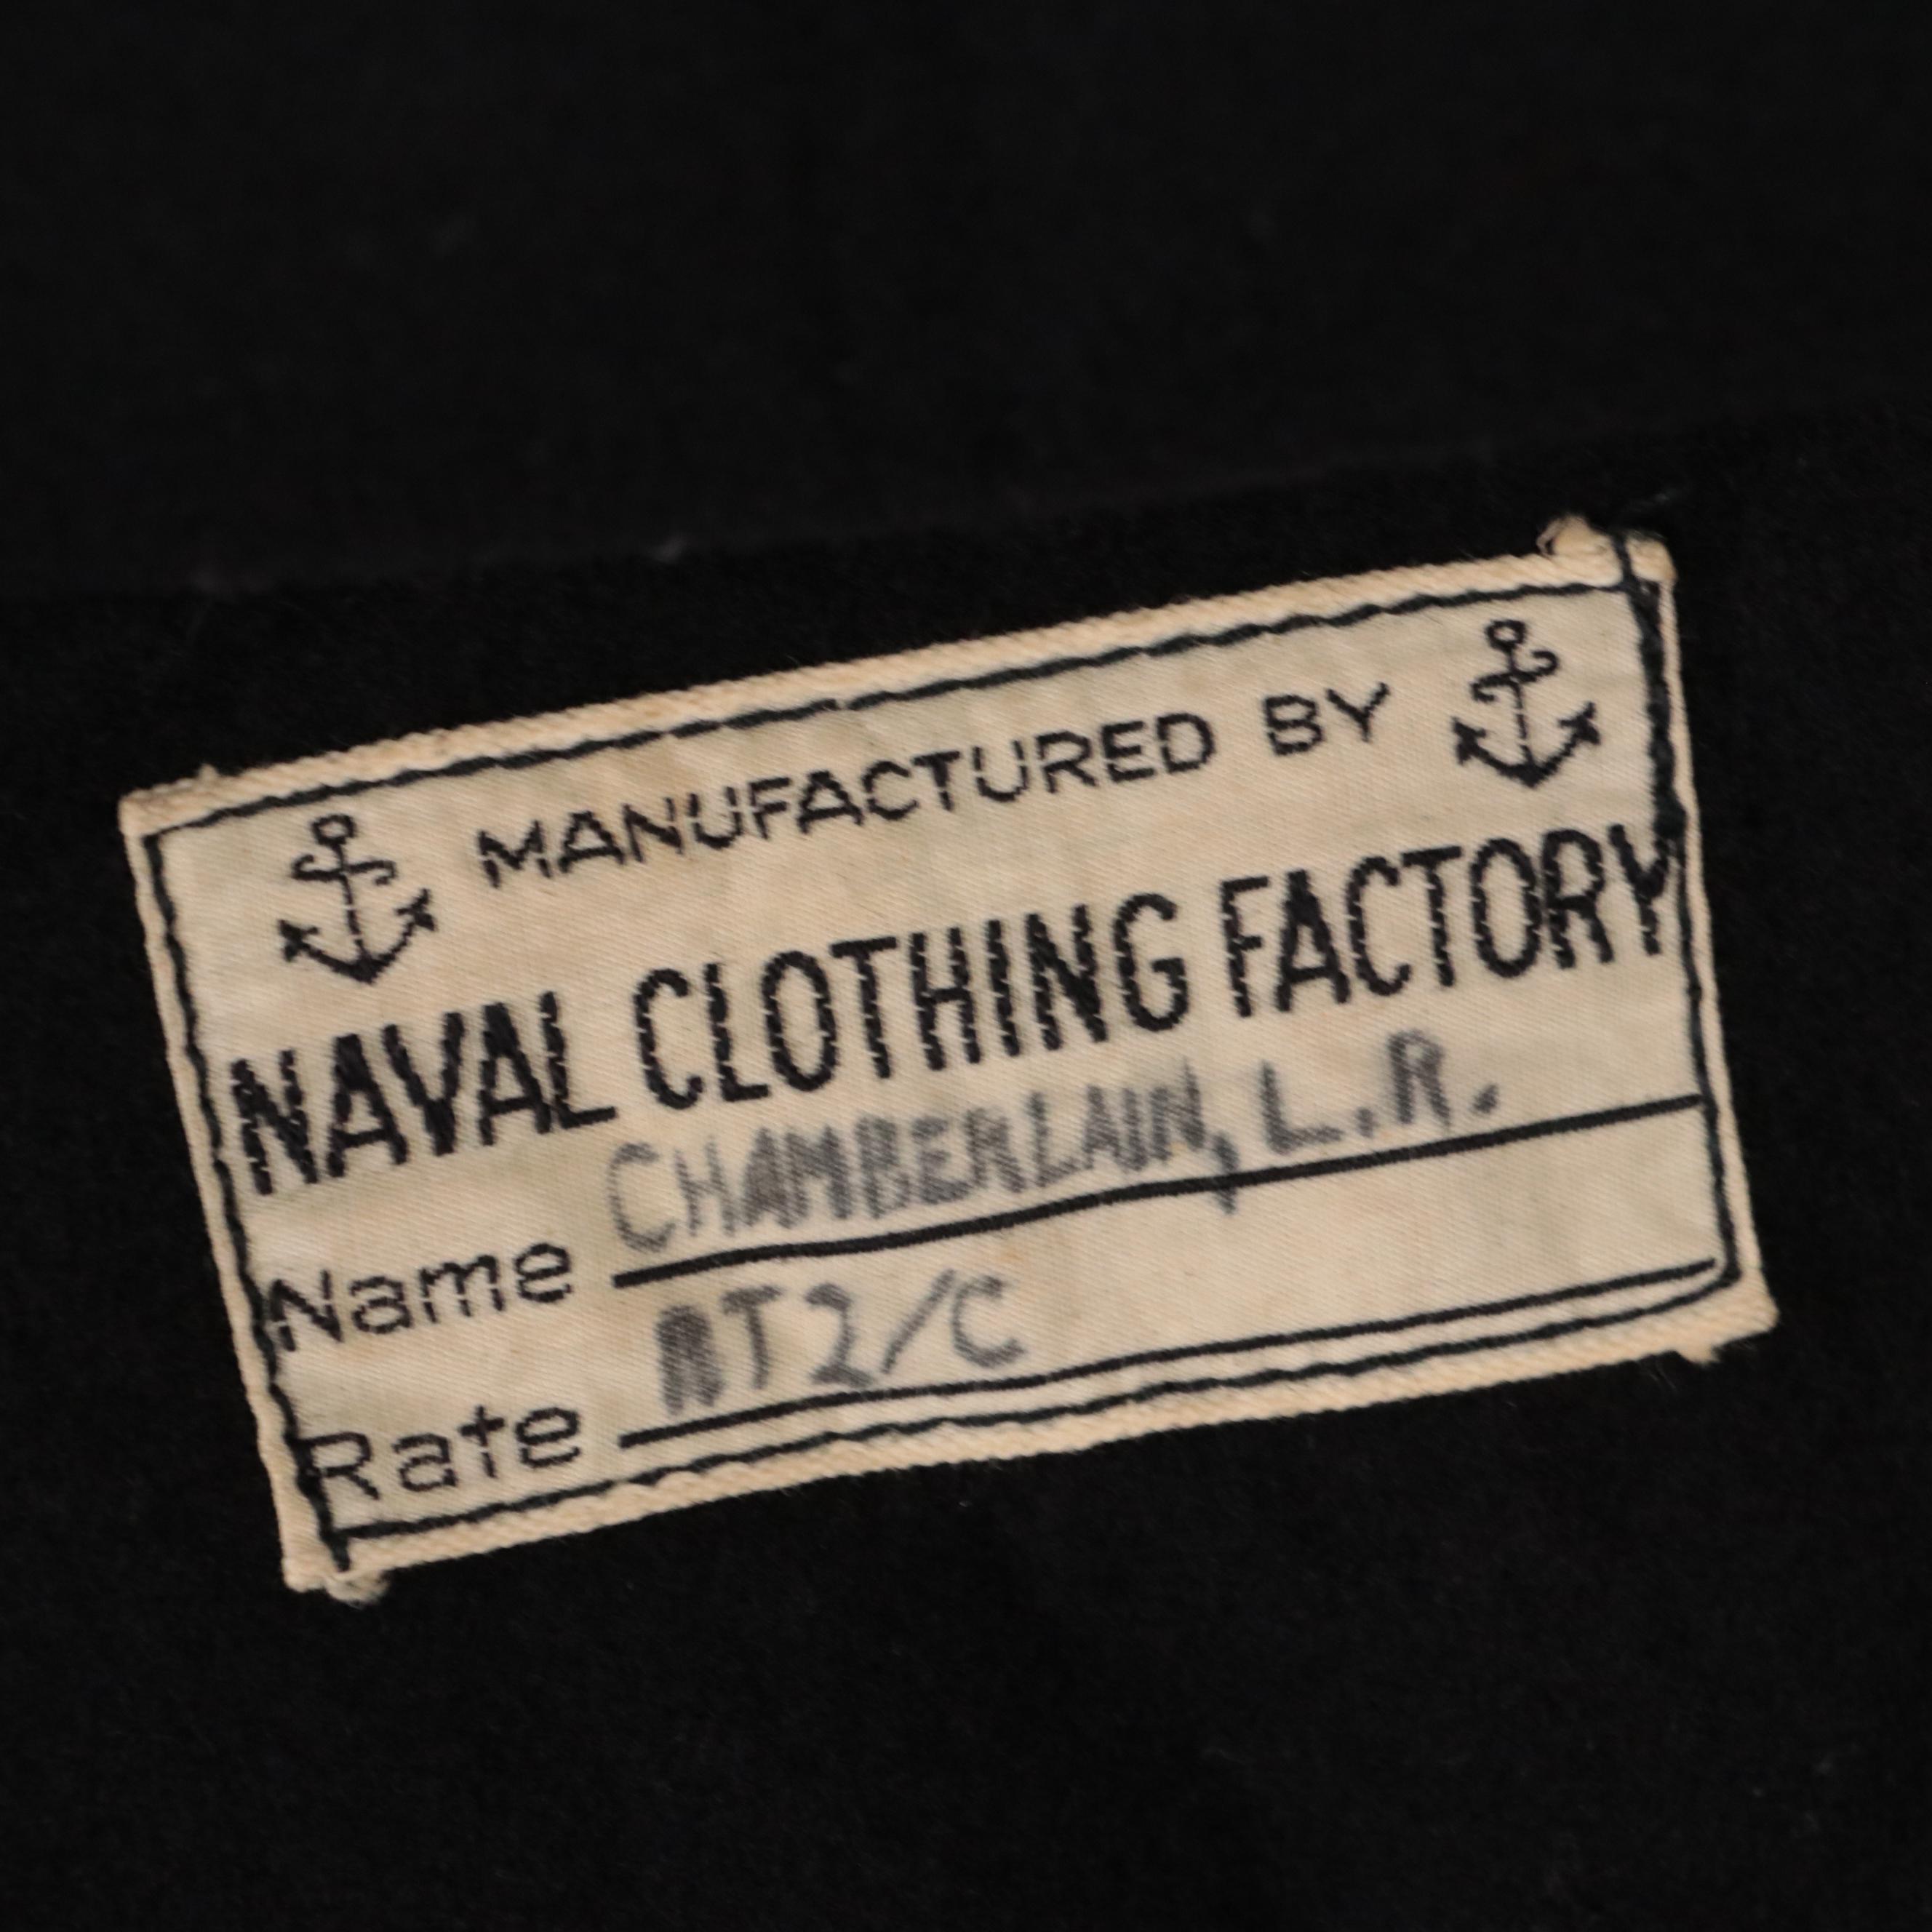 MANUFACTURED BY
NAVAL CLOTHING FACTORY
Name CHAMBERLAIN, L.R.
Rate RT2/C